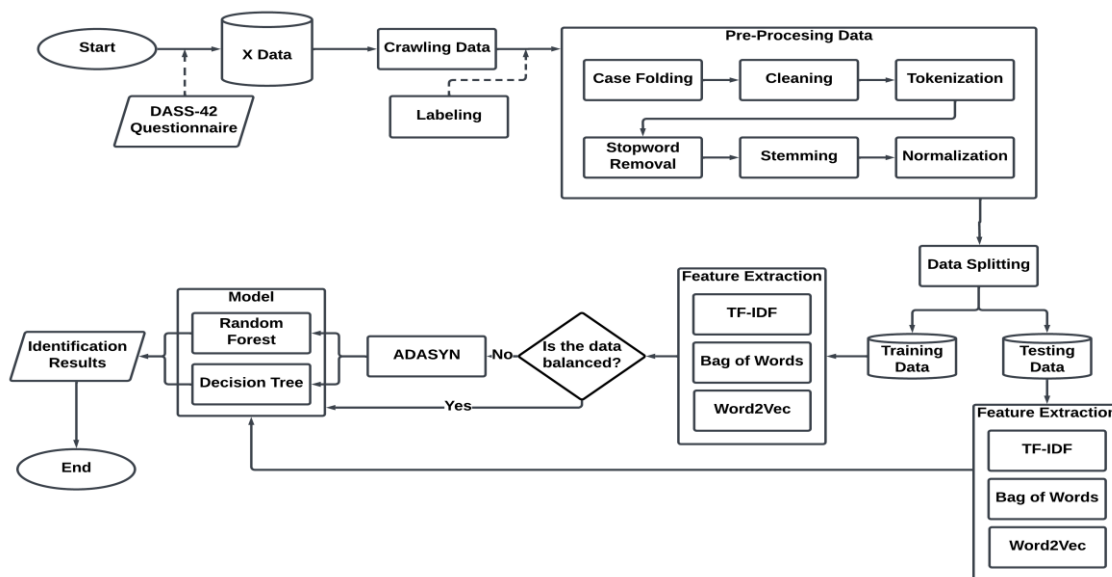 Start
X Data
Crawling Data
DASS-42
Questionnaire
Labeling
Pre-Procesing Data
Case Folding
Cleaning
Tokenization
Stopword
Removal
Stemming
Normalization
Data Splitting
Training
Data
Testing
Data
Feature Extraction
TF-IDF
Bag of Words
Word2Vec
Feature Extraction
TF-IDF
Bag of Words
Word2Vec
Is the data
balanced?
No
Yes
ADASYN
Model
Random
Forest
Decision Tree
Identification
Results
End